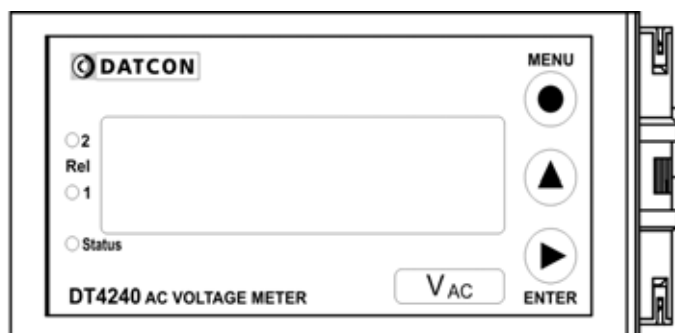 DATCON
MENU
2
Rel
1
Status
DT4240 AC VOLTAGE METER
VAC
ENTER